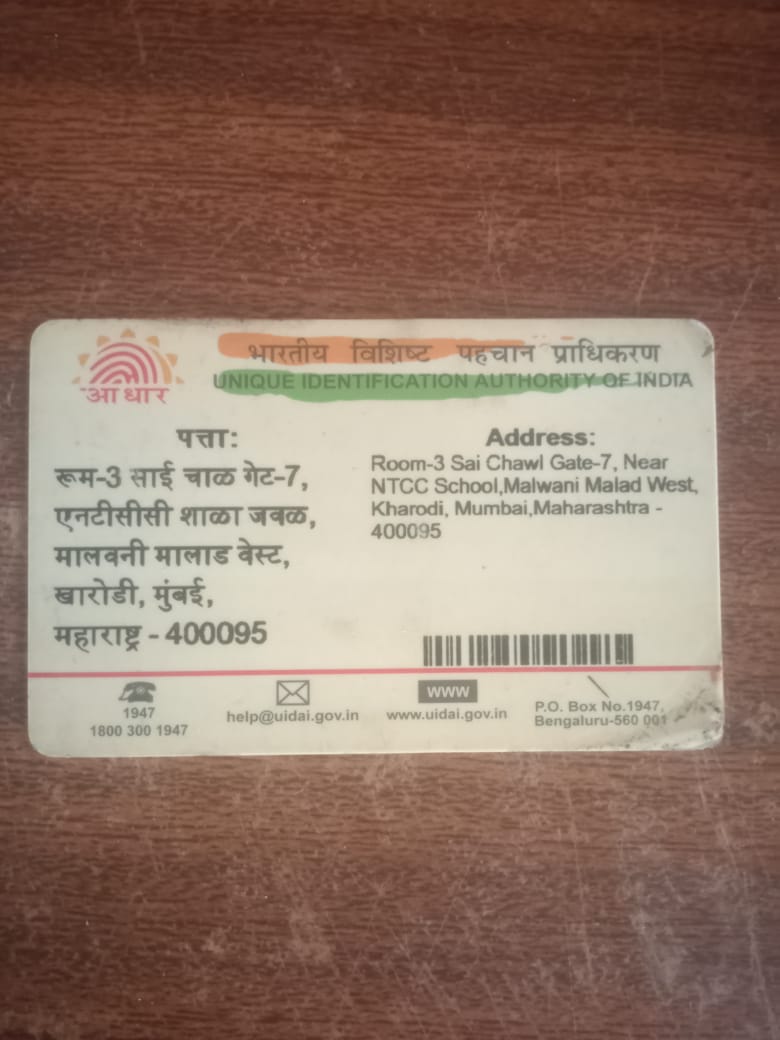 आधार
भारतीय विशिष्ट पहचान प्राधिकरण
UNIQUE IDENTIFICATION AUTHORITY OF INDIA
पत्ता:
रूम-3 साई चाळ गेट-7,
एनटीसीसी शाळा जवळ,
मालवनी मालाड वेस्ट,
खारोडी, मुंबई,
महाराष्ट्र - 400095
Address:
Room-3 Sai Chawl Gate-7, Near
NTCC School,Malwani Malad West,
Kharodi, Mumbai,Maharashtra -
400095
1947
1800 300 1947
help@uidai.gov.in
WWW
www.uidai.gov.in
P.O. Box No.1947,
Bengaluru-560 001